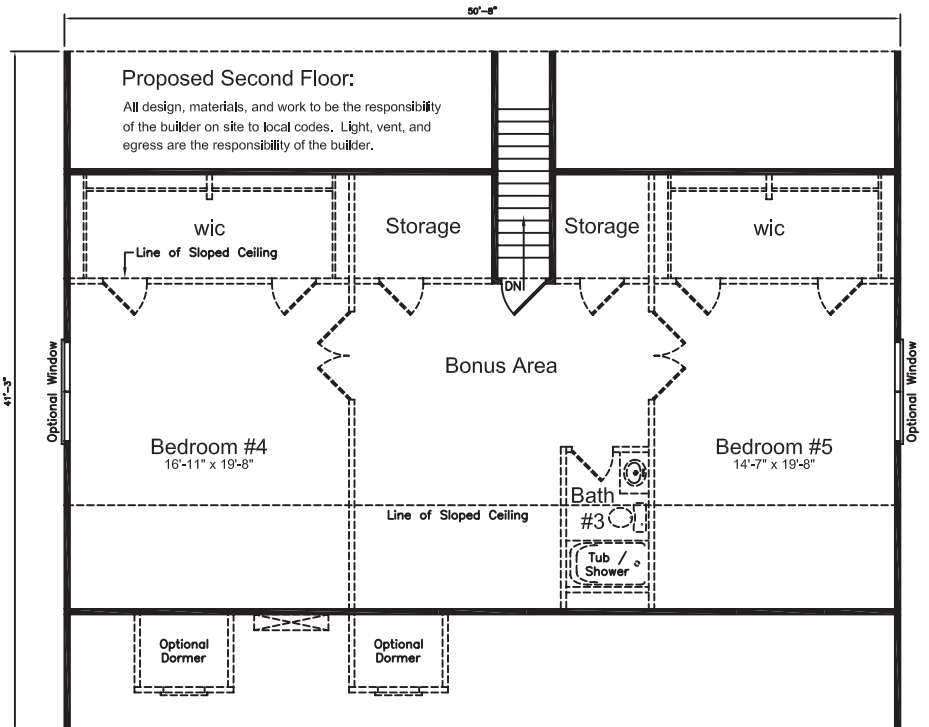 50'-8"
Proposed Second Floor:
All design, materials, and work to be the responsibility
of the builder on site to local codes. Light, vent, and
egress are the responsibility of the builder.
wic
Storage
Storage
wic
Line of Sloped Ceiling
DN
Bonus Area
Optional Window
Optional Window
41'-3"
Bedroom #4
16'-11" x 19'-8"
Bedroom #5
14'-7" x 19'-8"
Bath
#3
Line of Sloped Ceiling
Tub /
Shower
Optional
Dormer
Optional
Dormer